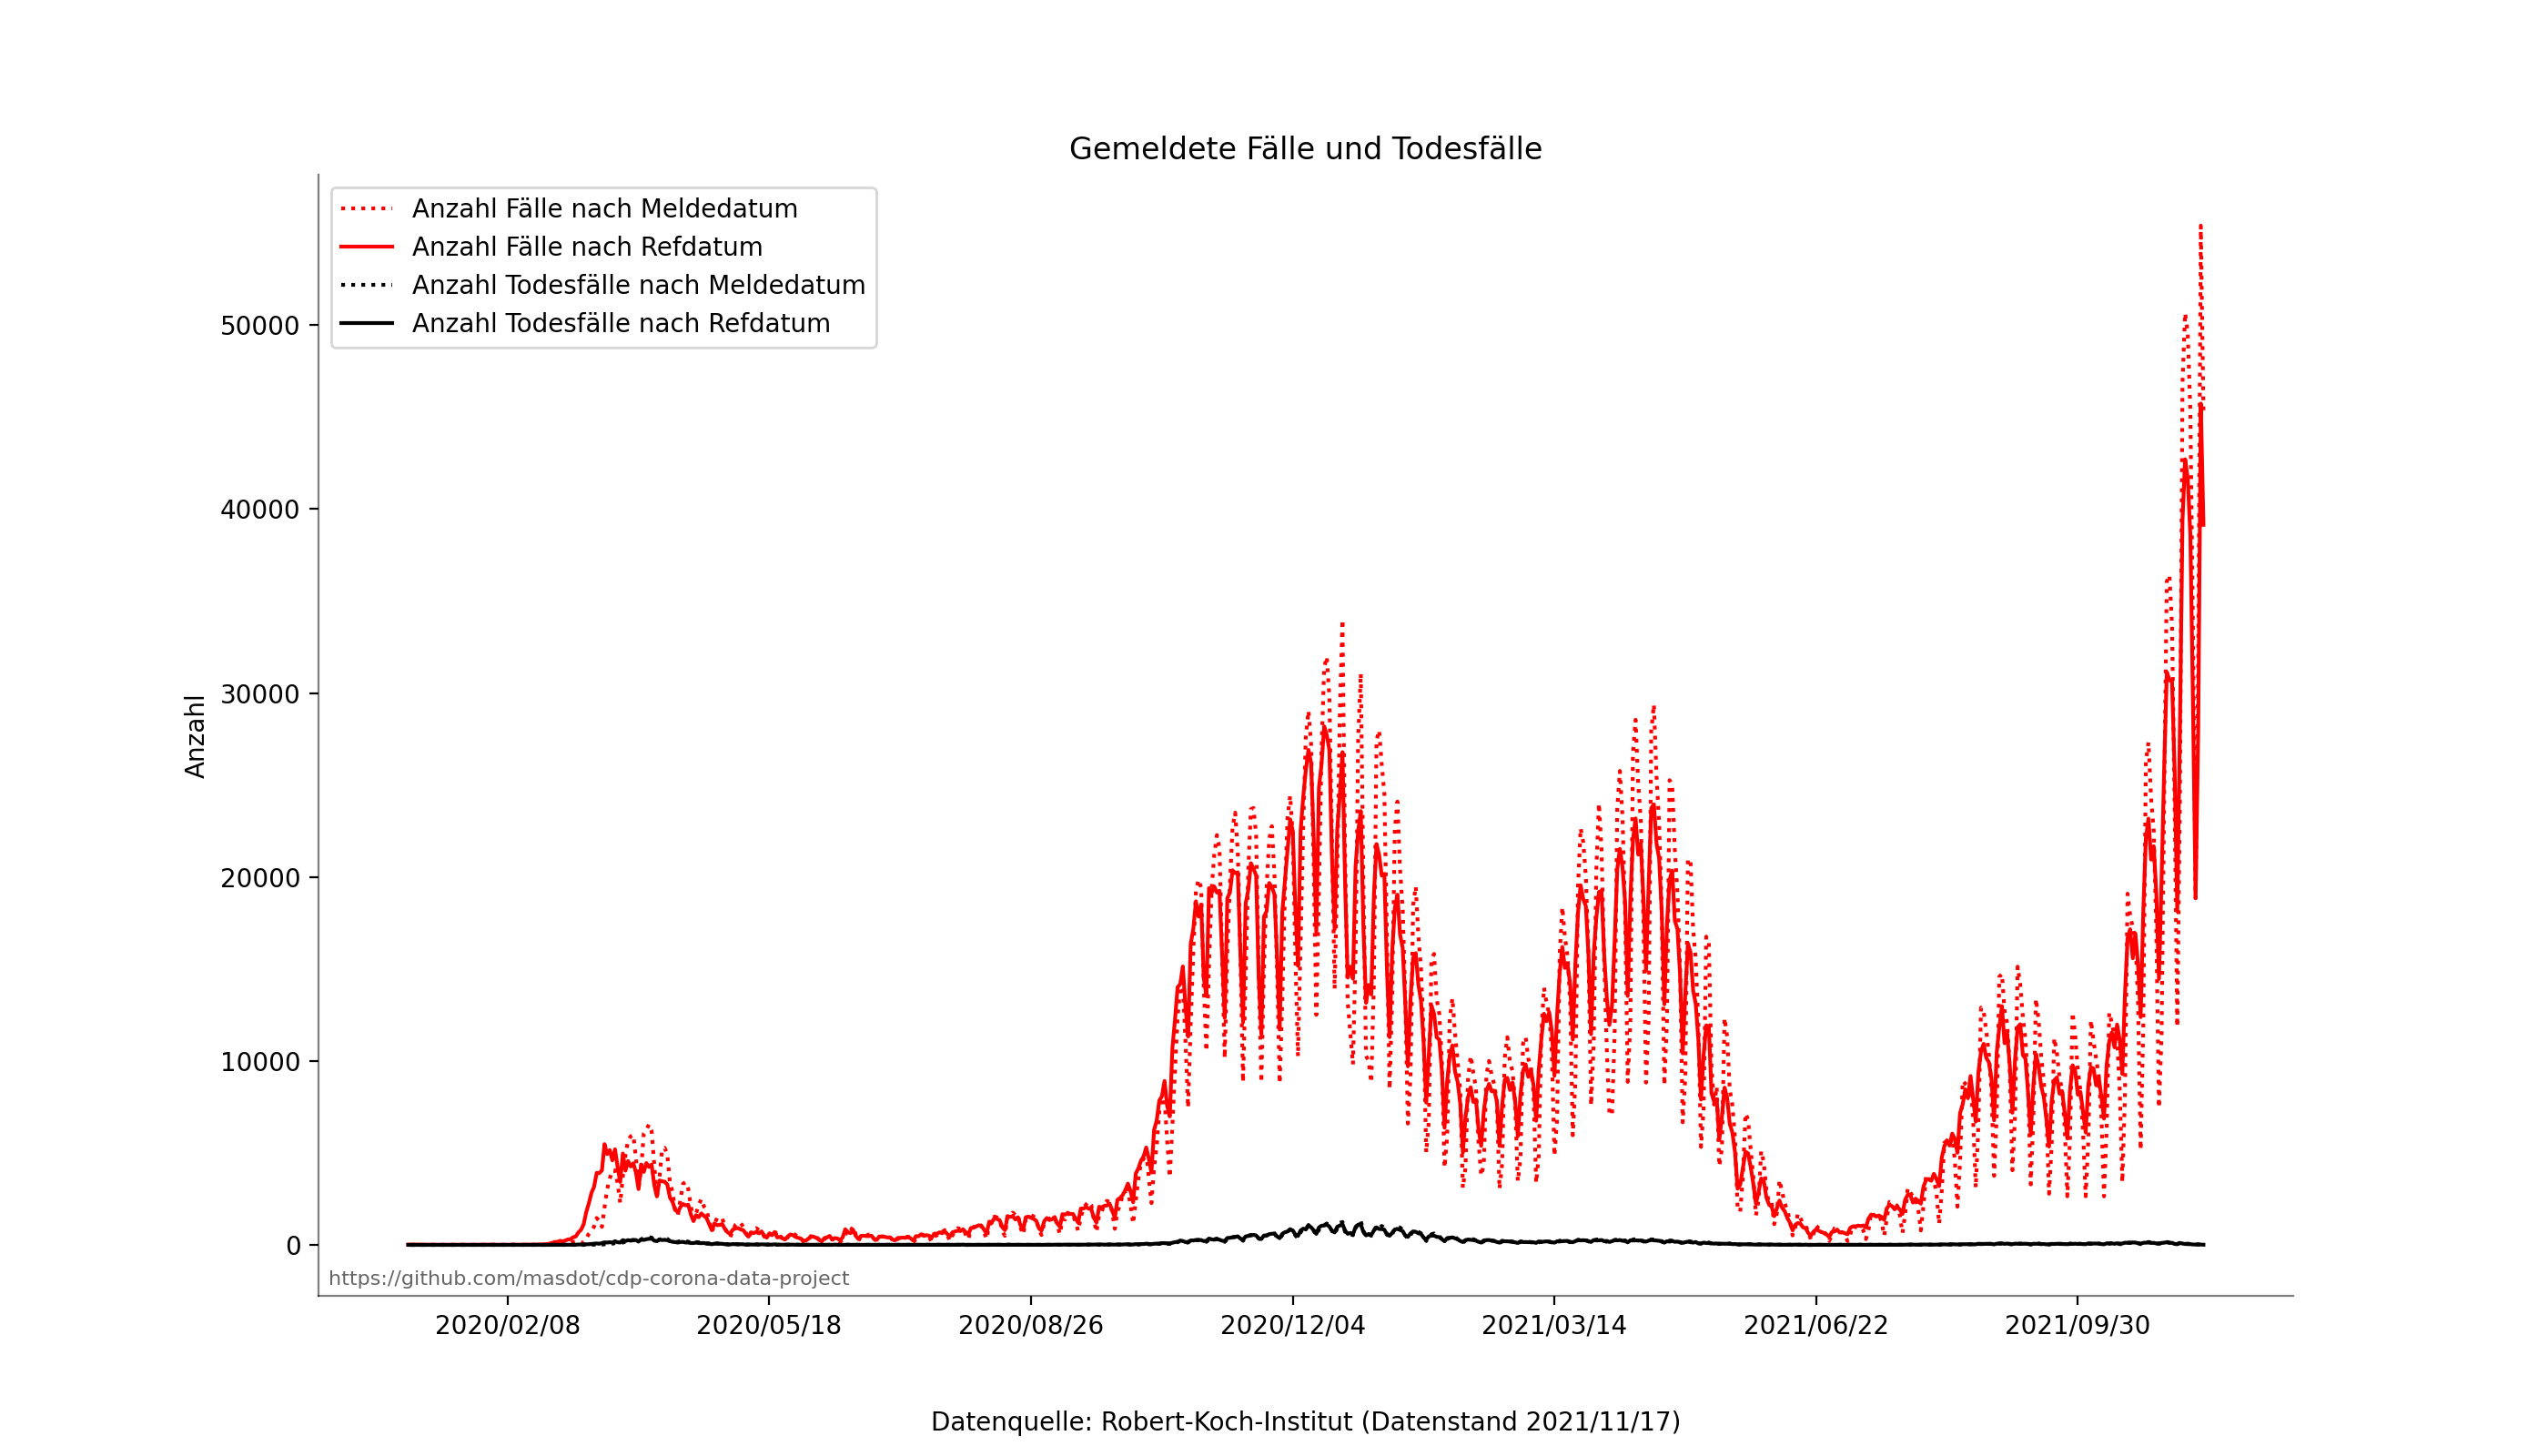 Gemeldete Fälle und Todesfälle
Anzahl Fälle nach Meldedatum
Anzahl Fälle nach Refdatum
Anzahl Todesfälle nach Meldedatum
Anzahl Todesfälle nach Refdatum
50000
40000
30000
20000
10000
0
Anzahl
https://github.com/masdot/cdp-corona-data-project
2020/02/08 2020/05/18 2020/08/26 2020/12/04 2021/03/14 2021/06/22 2021/09/30
Datenquelle: Robert-Koch-Institut (Datenstand 2021/11/17)